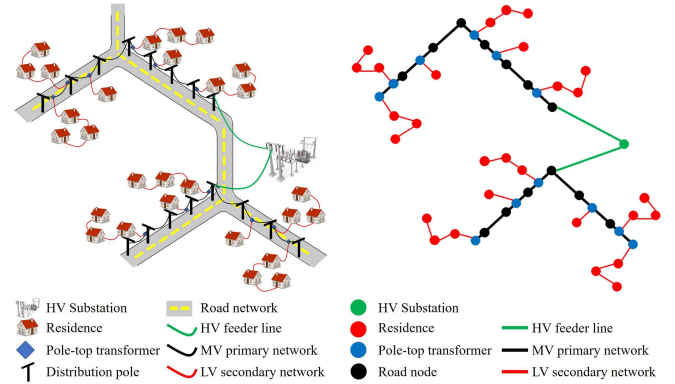 HV Substation
Road network
Residence
HV feeder line
Pole-top transformer
MV primary network
Distribution pole
LV secondary network
HV Substation
Residence
HV feeder line
Pole-top transformer
MV primary network
Road node
LV secondary network